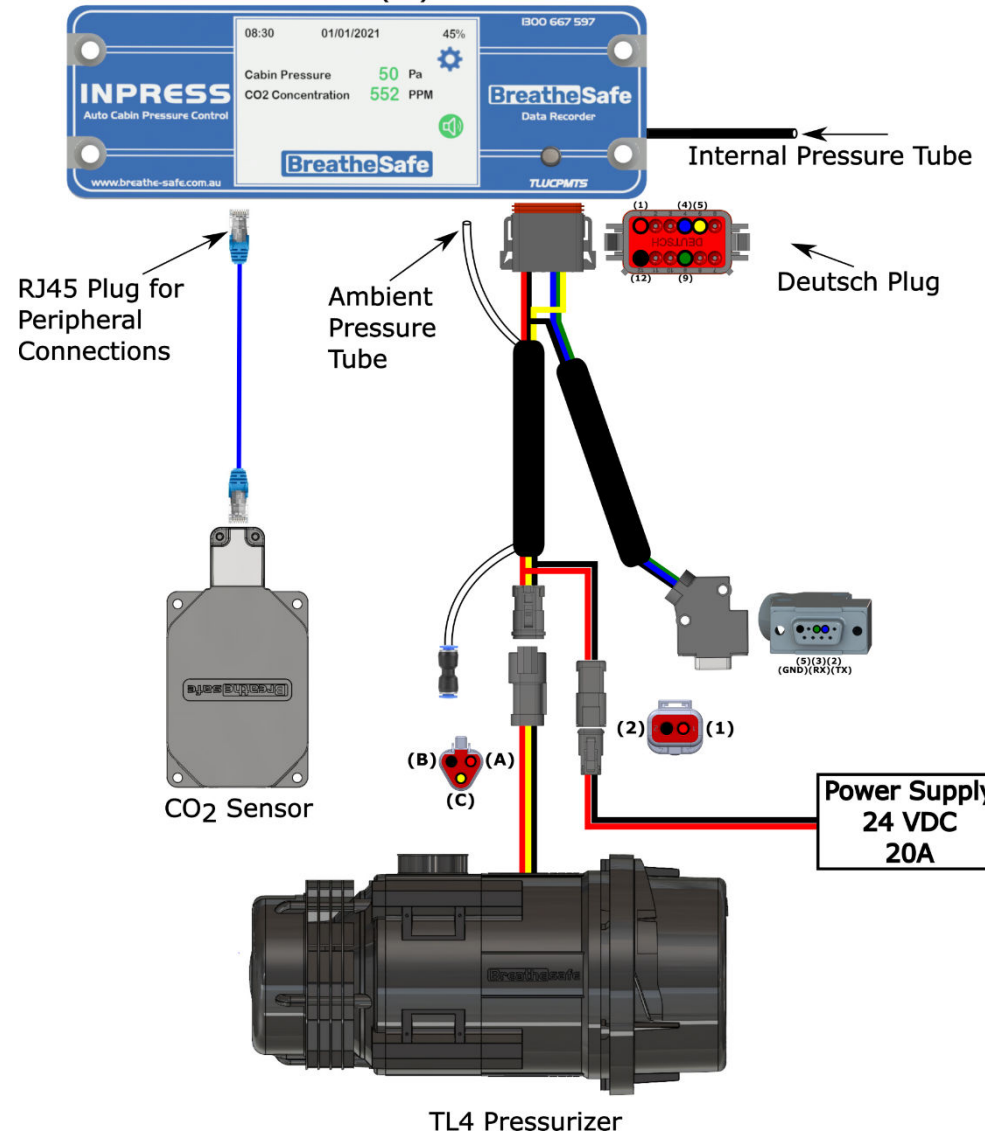 1300 667 597
08:30 01/01/2021 45%
Cabin Pressure 50 Pa
CO2 Concentration 552 PPM
INPRESS
Auto Cabin Pressure Control
BreatheSafe
Data Recorder
BreatheSafe
www.breathe-safe.com.au
TLUCPMTS
Internal Pressure Tube
(1) (4)(5)
DEUTSCH
(12) (9)
Deutsch Plug
RJ45 Plug for
Peripheral
Connections
Ambient
Pressure
Tube
(5)(3)(2)
(GND)(RX)(TX)
Breathesafe
CO2 Sensor
(B) (A)
(C)
(2) (1)
Power Supply
24 VDC
20A
Breathesafe
TL4 Pressurizer